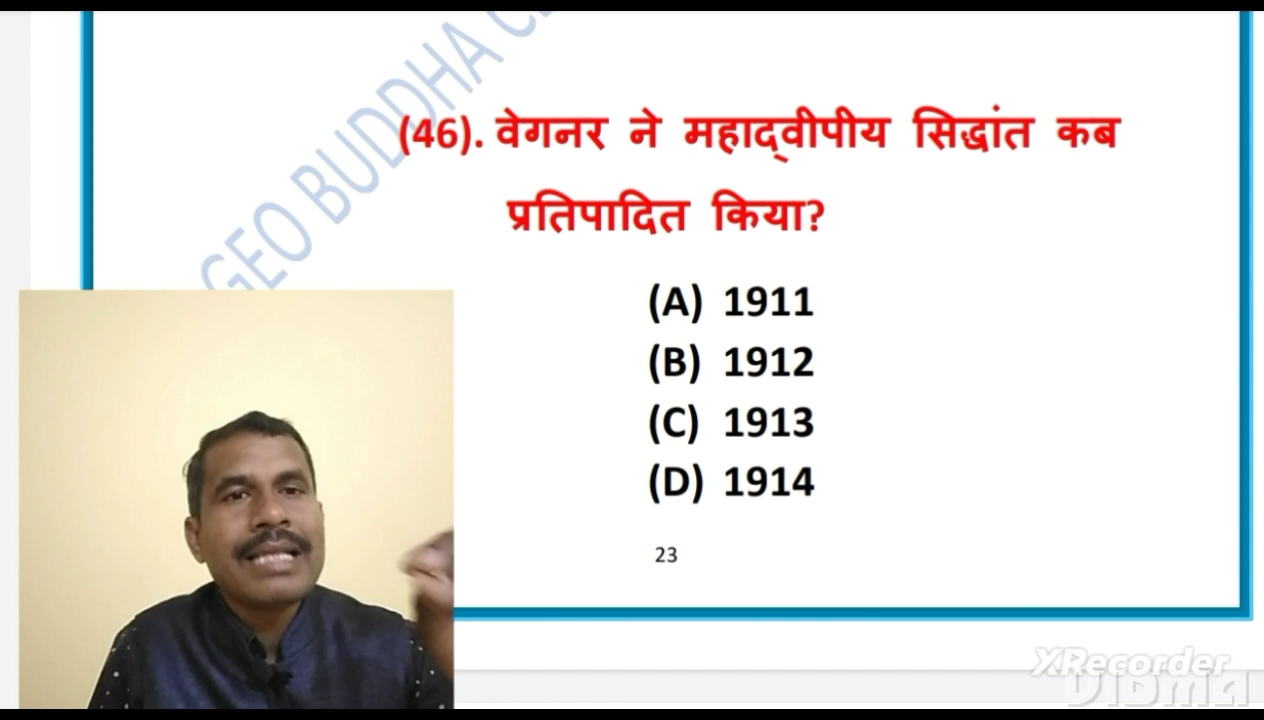 GEO BUDDHA
(46). वेगनर ने महाद्वीपीय सिद्धांत कब
प्रतिपादित किया?
(A) 1911
(B) 1912
(C) 1913
(D) 1914
23
XRecorder